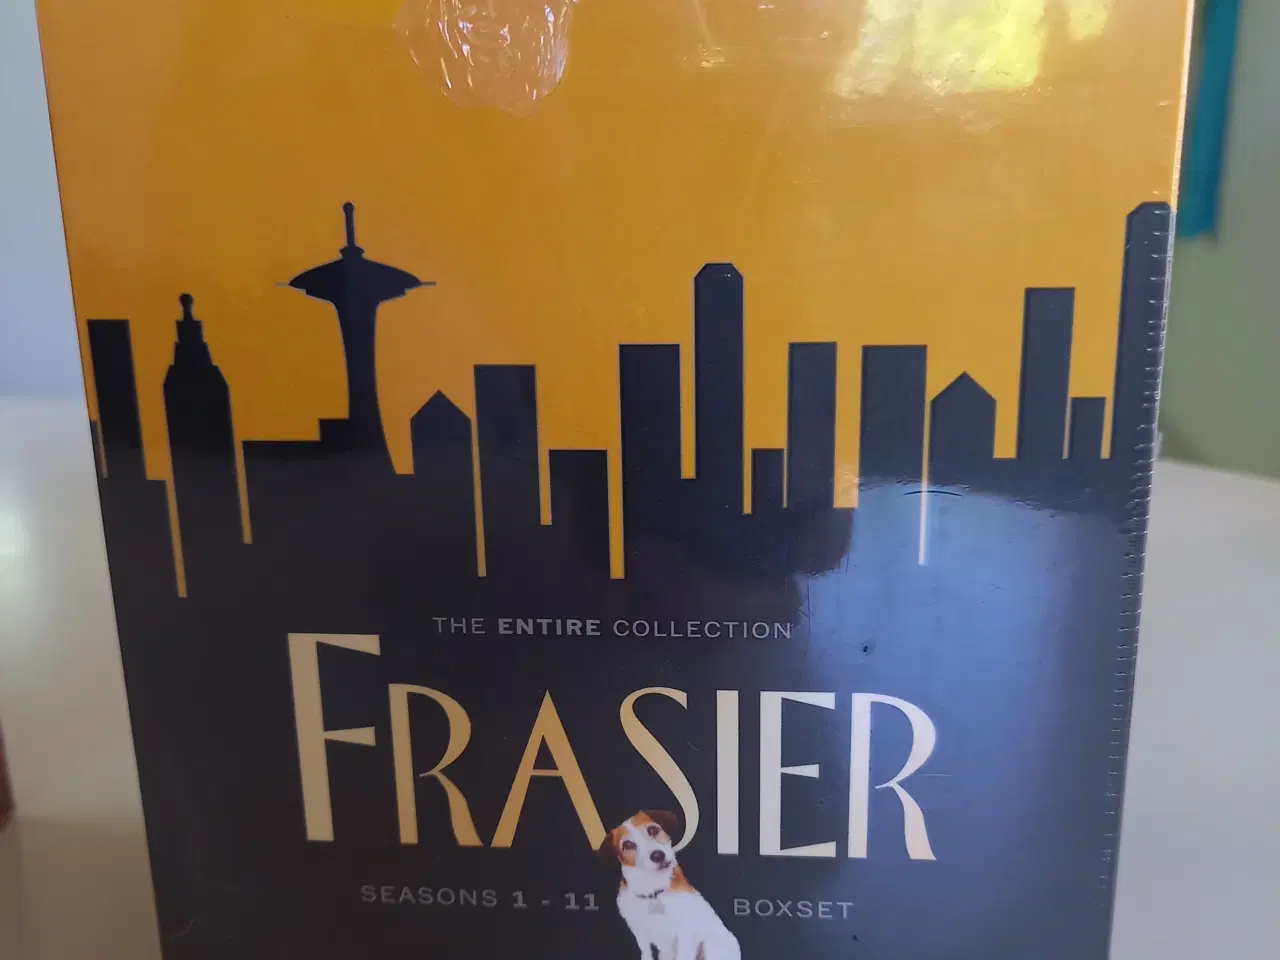 THE ENTIRE COLLECTION
FRASIER
SEASONS 1 - 11 BOXSET